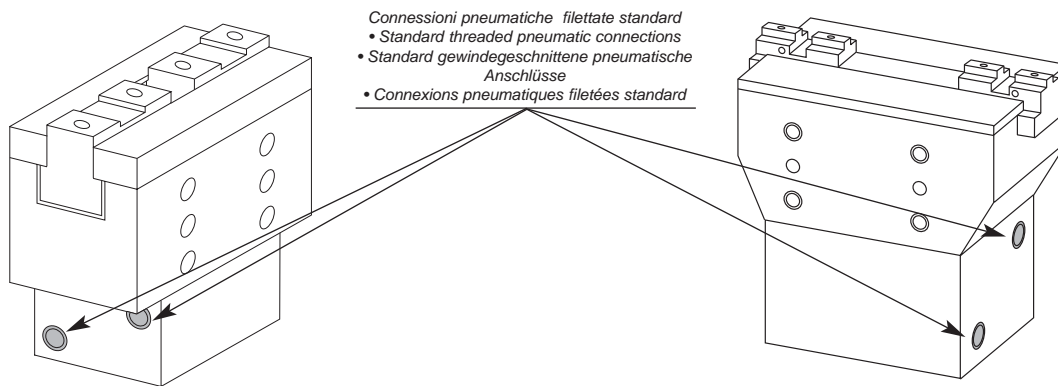 Connessioni pneumatiche filettate standard
• Standard threaded pneumatic connections
• Standard gewindegeschnittene pneumatische
Anschlüsse
• Connexions pneumatiques filetées standard